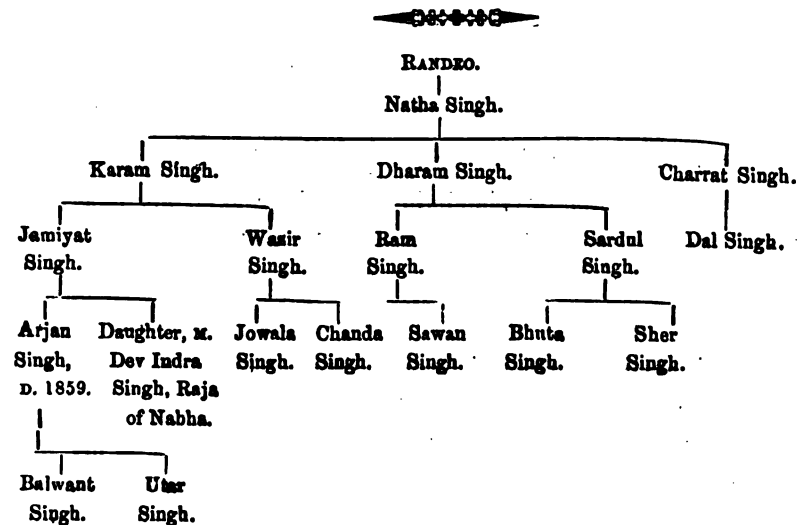 RANDEO.
Natha Singh.
Karam Singh. Dharam Singh. Charrat Singh.
Jamiyat Wazir Ram Sardul Dal Singh.
Singh. Singh. Singh. Singh.
Arjan Daughter, M. Jowala Chanda Sawan Bhuta Sher
Singh, Dev Indra Singh. Singh. Singh. Singh. Singh.
D. 1859. Singh, Raja
of Nabha.
Balwant Utar
Singh. Singh.